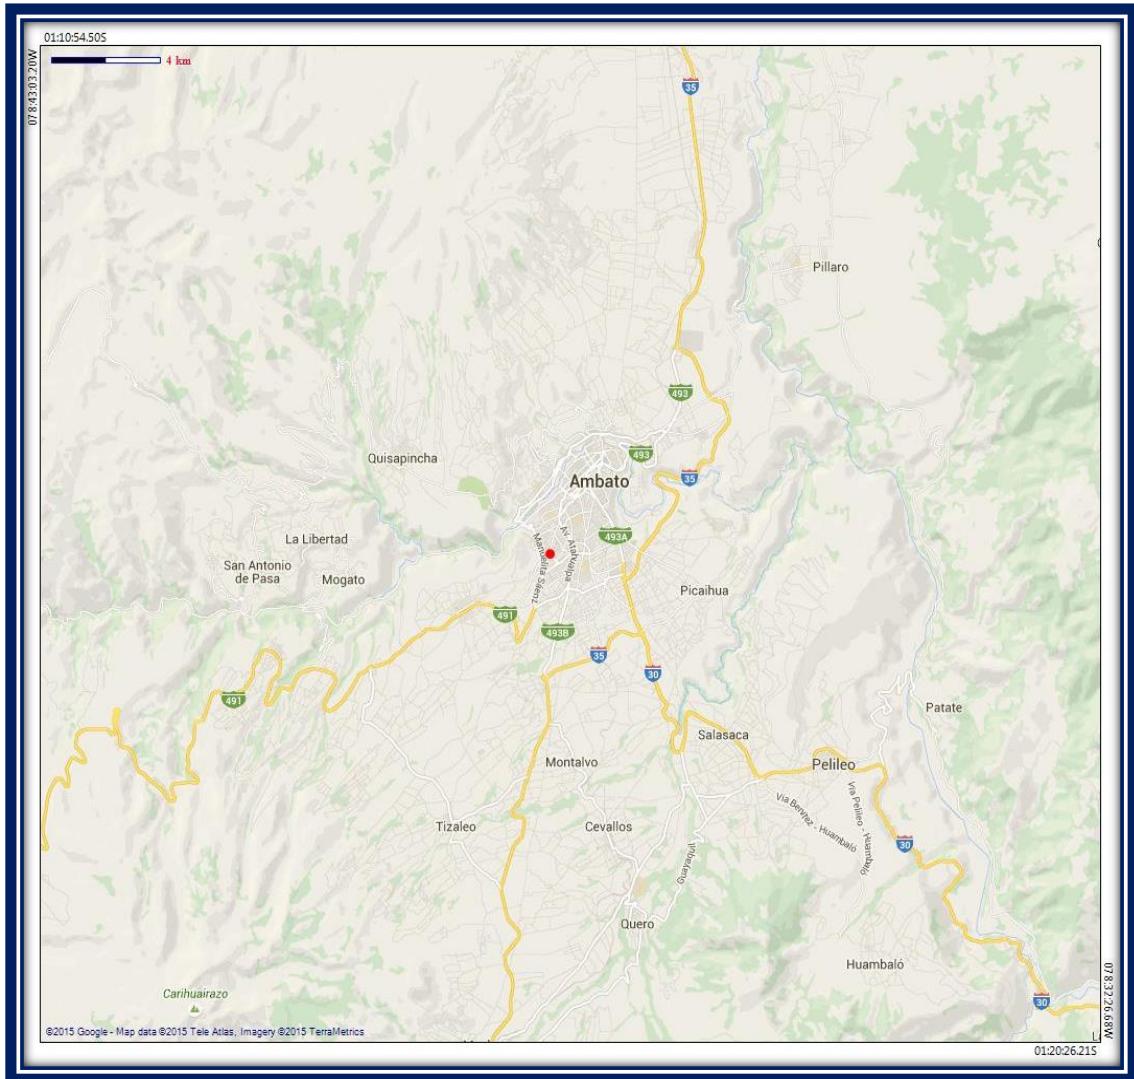 01:10:54.50S
078:43:03.20W
4 km
35
Pillaro
493
Quisapincha
493
Ambato
35
493A
Av. Atahualpa
Manuelita Sáenz
La Libertad
San Antonio
de Pasa
Mogato
Picaihua
491
493B
35
30
491
Patate
Salasaca
Montalvo
Pelileo
Vía Benítez - Huambaló
Vía Pelileo - Huambaló
Tizaleo
Cevallos
30
Guayaquil
Quero
Huambaló
Carihuairazo
30
©2015 Google - Map data ©2015 Tele Atlas, Imagery ©2015 TerraMetrics
078:32:26.68W
01:20:26.21S